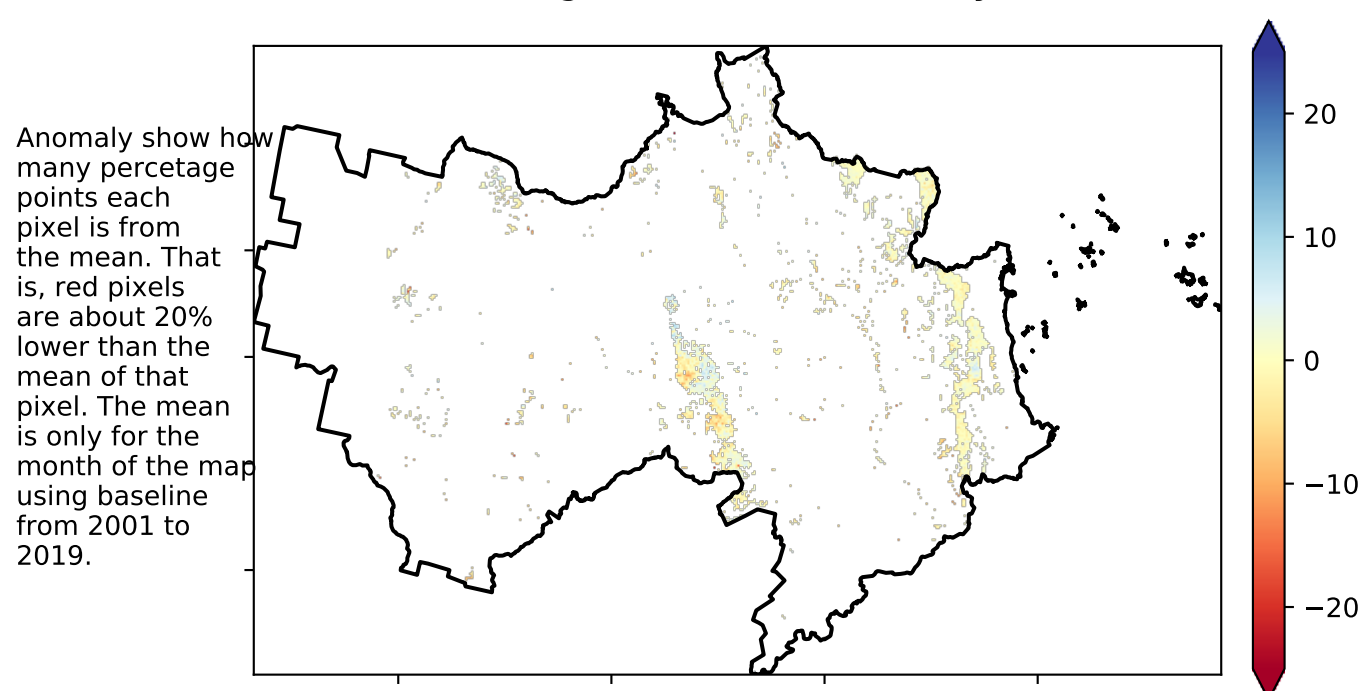 Anomaly show how
many percetage
points each
pixel is from
the mean. That
is, red pixels
are about 20%
lower than the
mean of that
pixel. The mean
is only for the
month of the map
using baseline
from 2001 to
2019.
20
10
0
−10
−20